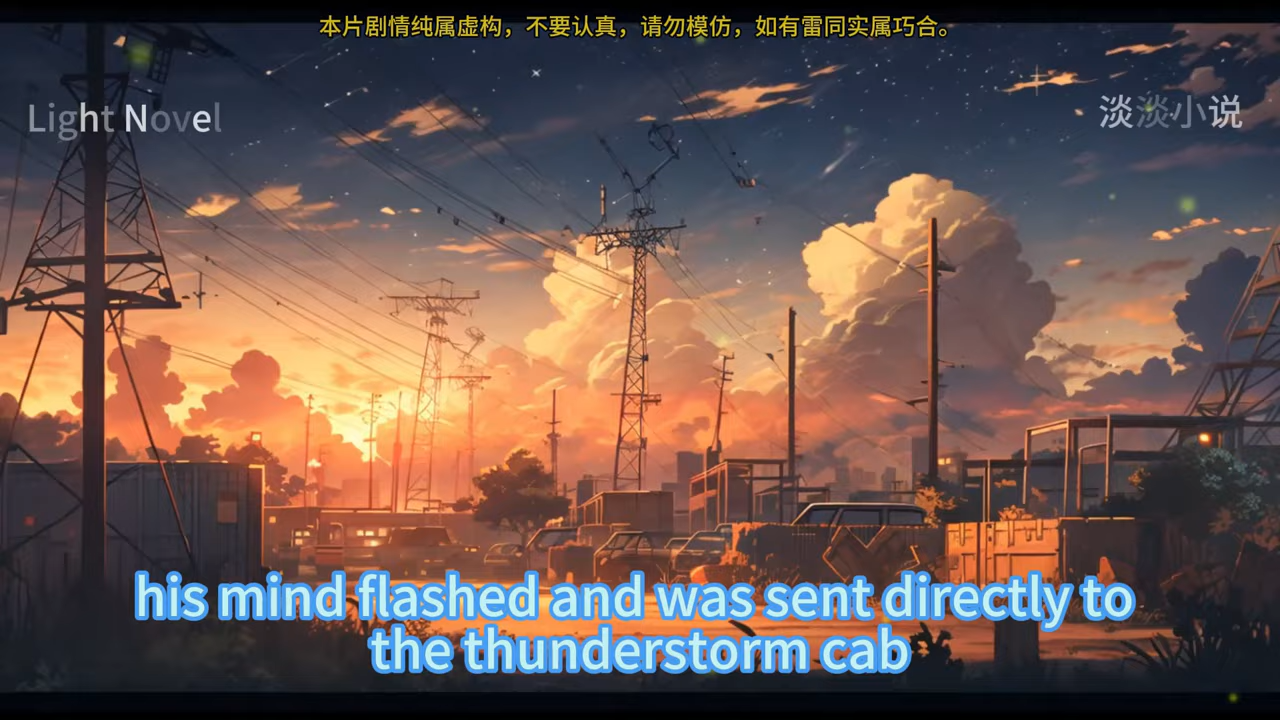 本片剧情纯属虚构，不要认真，请勿模仿，如有雷同实属巧合。
Light Novel
淡淡小说
his mind flashed and was sent directly to
the thunderstorm cab